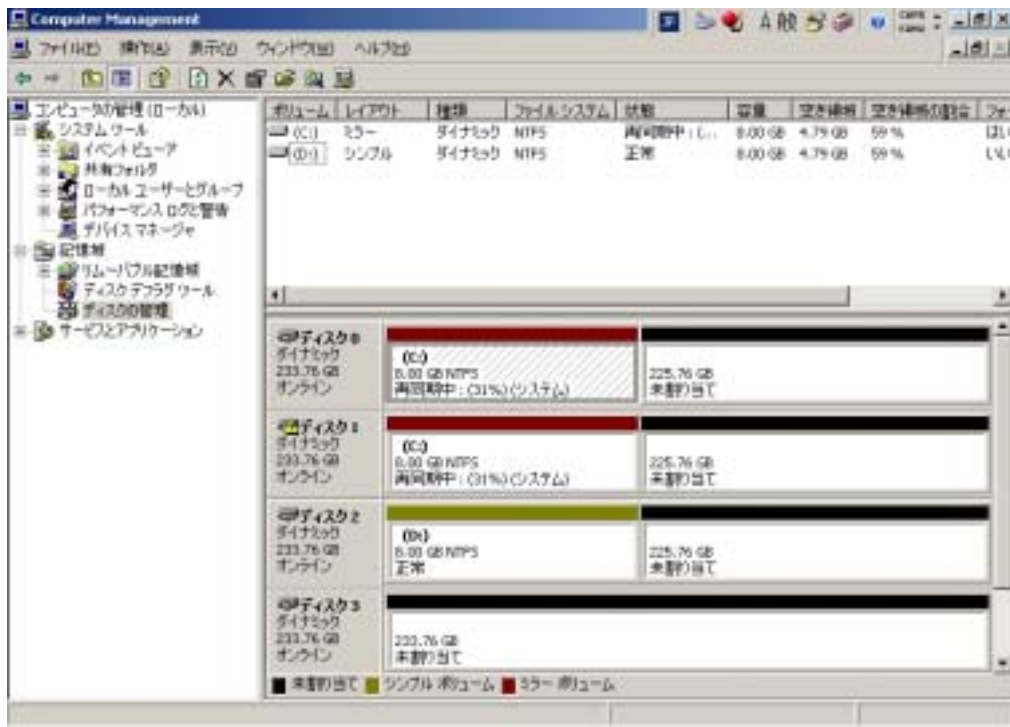 Computer Management
A 般
ファイル(F) 操作(A) 表示(V) ウィンドウ(W) ヘルプ(H)
コンピュータの管理 (ローカル)
システム ツール
イベント ビューア
共有フォルダ
ローカル ユーザーとグループ
パフォーマンス ログと警告
デバイス マネージャ
記憶域
リムーバブル記憶域
ディスク デフラグ ツール
ディスクの管理
サービスとアプリケーション
ボリューム レイアウト 種類 ファイル システム 状態 容量 空き領域 空き領域の割合 フォ
(C:) ミラー ダイナミック NTFS 再同期中 : (... 8.00 GB 4.79 GB 59 % はい
(D:) シンプル ダイナミック NTFS 正常 8.00 GB 4.79 GB 59 % いい
ディスク 0
ダイナミック
233.76 GB
オンライン
(C:)
8.00 GB NTFS
再同期中 : (31%) (システム)
225.76 GB
未割り当て
ディスク 1
ダイナミック
233.76 GB
オンライン
(C:)
8.00 GB NTFS
再同期中 : (31%) (システム)
225.76 GB
未割り当て
ディスク 2
ダイナミック
233.76 GB
オンライン
(D:)
8.00 GB NTFS
正常
225.76 GB
未割り当て
ディスク 3
ダイナミック
233.76 GB
オンライン
233.76 GB
未割り当て
未割り当て シンプル ボリューム ミラー ボリューム